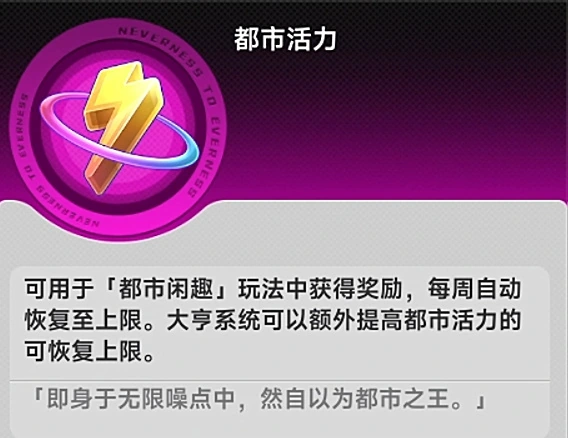 都市活力
NEVERNESS TO EVERNESS
NEVERNESS TO EVERNESS
可用于「都市闲趣」玩法中获得奖励，每周自动
恢复至上限。大亨系统可以额外提高都市活力的
可恢复上限。
「即身于无限噪点中，然自以为都市之王。」